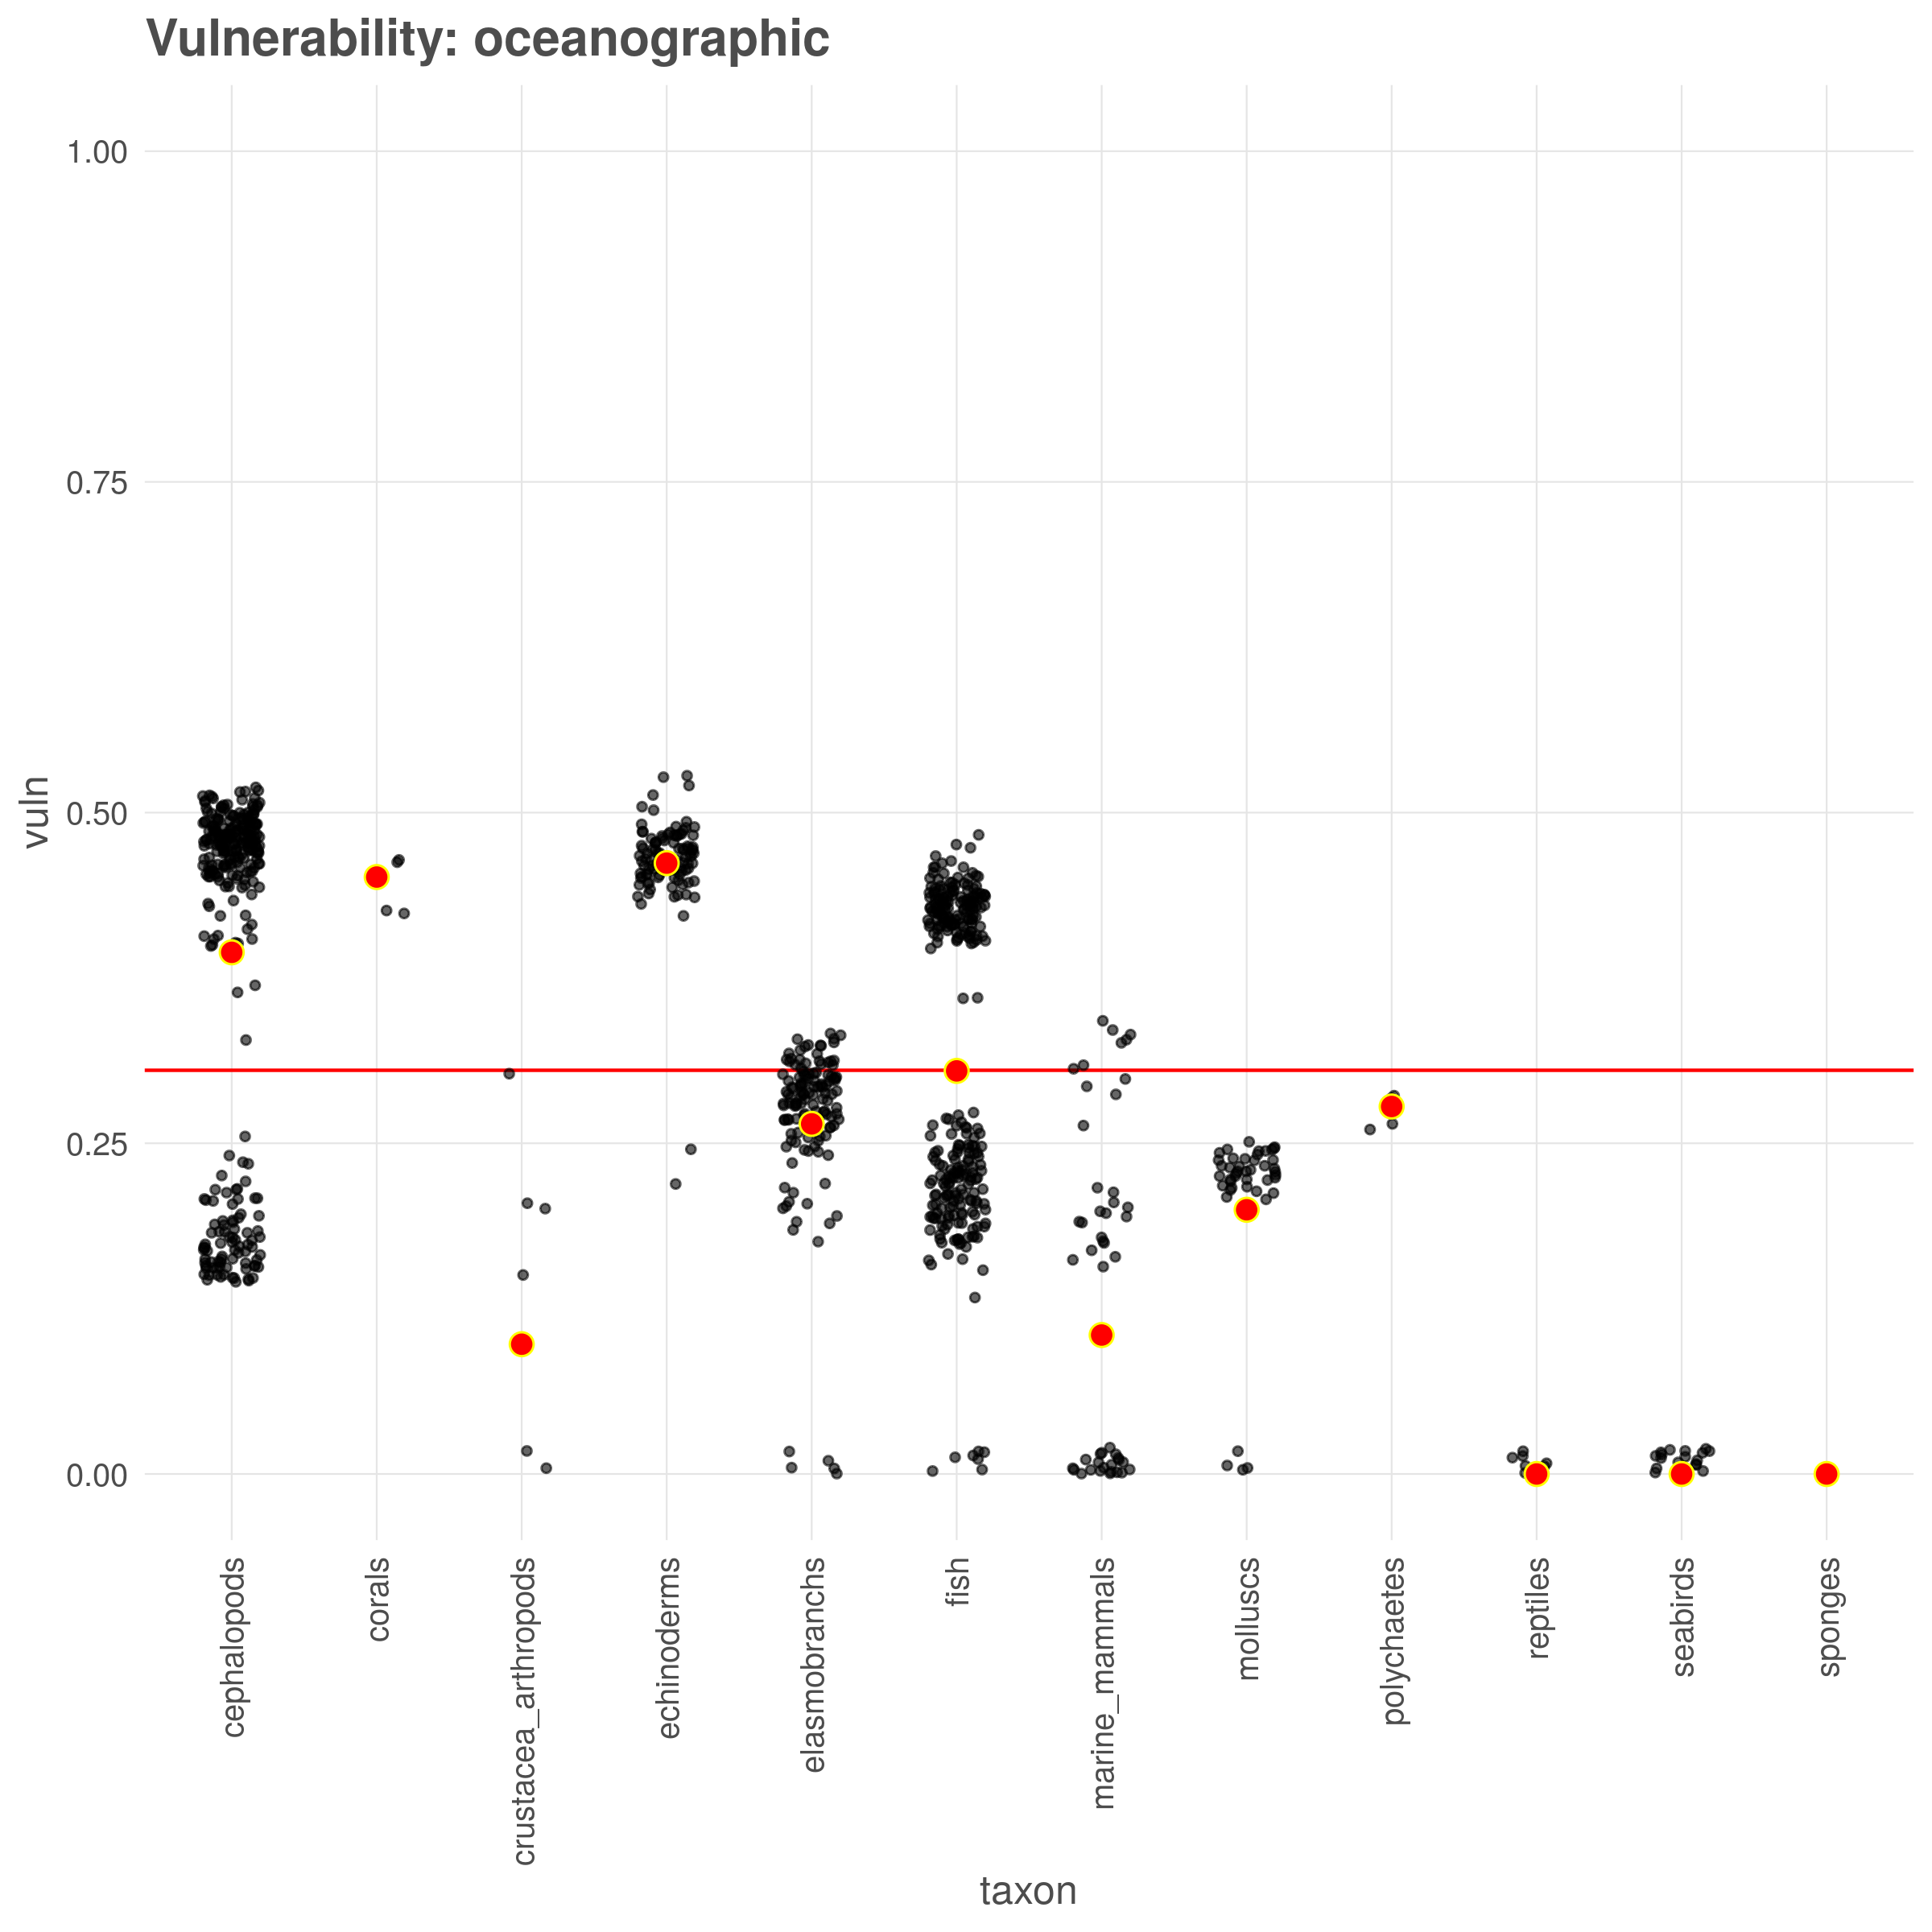 Vulnerability: oceanographic
vuln
1.00
0.75
0.50
0.25
0.00
cephalopods
corals
crustacea_arthropods
echinoderms
elasmobranchs
fish
marine_mammals
molluscs
polychaetes
reptiles
seabirds
sponges
taxon